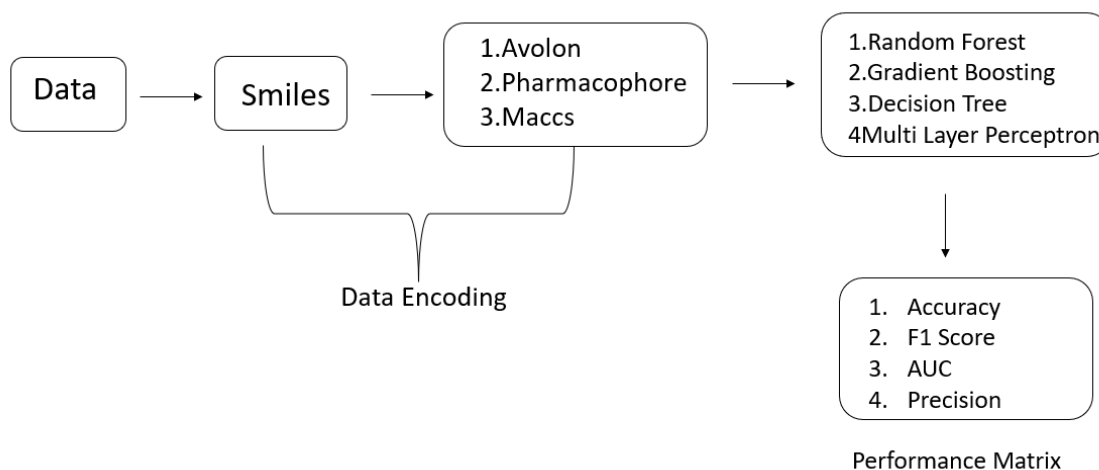 Data
Smiles
1.Avolon
2.Pharmacophore
3.Maccs
1.Random Forest
2.Gradient Boosting
3.Decision Tree
4Multi Layer Perceptron
Data Encoding
1. Accuracy
2. F1 Score
3. AUC
4. Precision
Performance Matrix